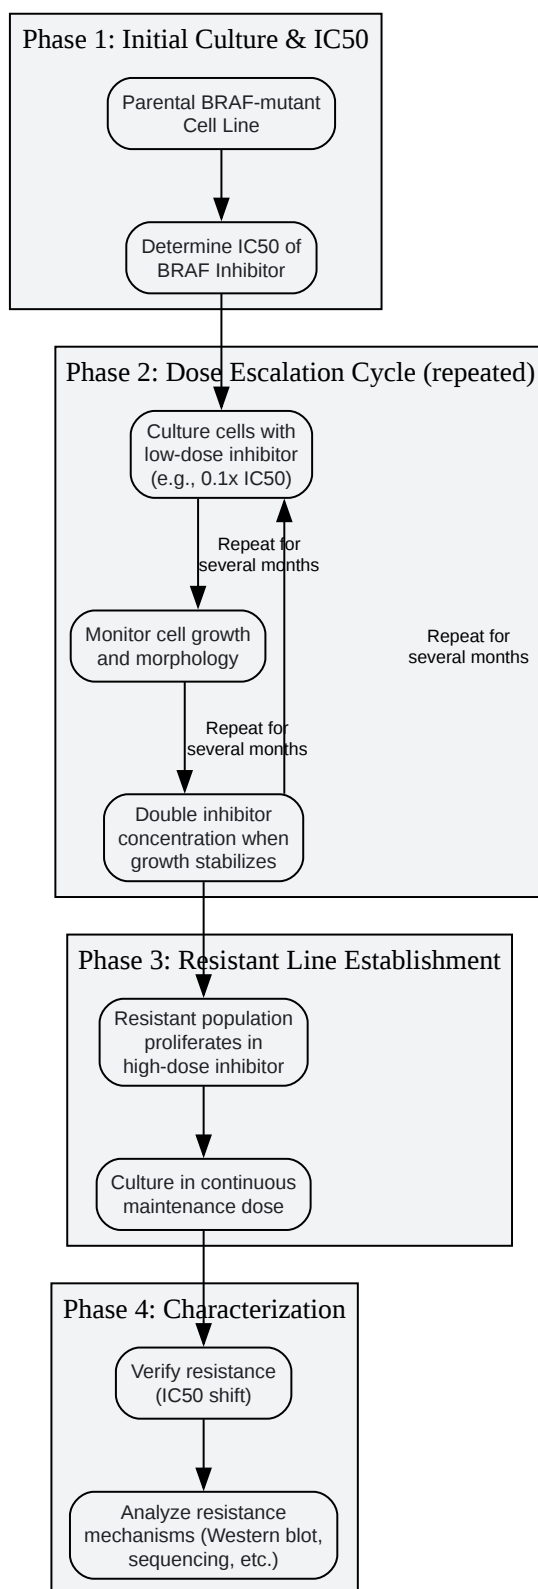 Phase 1: Initial Culture & IC50
Parental BRAF-mutant
Cell Line
Determine IC50 of
BRAF Inhibitor
Phase 2: Dose Escalation Cycle (repeated)
Culture cells with
low-dose inhibitor
(e.g., 0.1x IC50)
Repeat for
several months
Monitor cell growth
and morphology
Repeat for
several months
Repeat for
several months
Double inhibitor
concentration when
growth stabilizes
Phase 3: Resistant Line Establishment
Resistant population
proliferates in
high-dose inhibitor
Culture in continuous
maintenance dose
Phase 4: Characterization
Verify resistance
(IC50 shift)
Analyze resistance
mechanisms (Western blot,
sequencing, etc.)